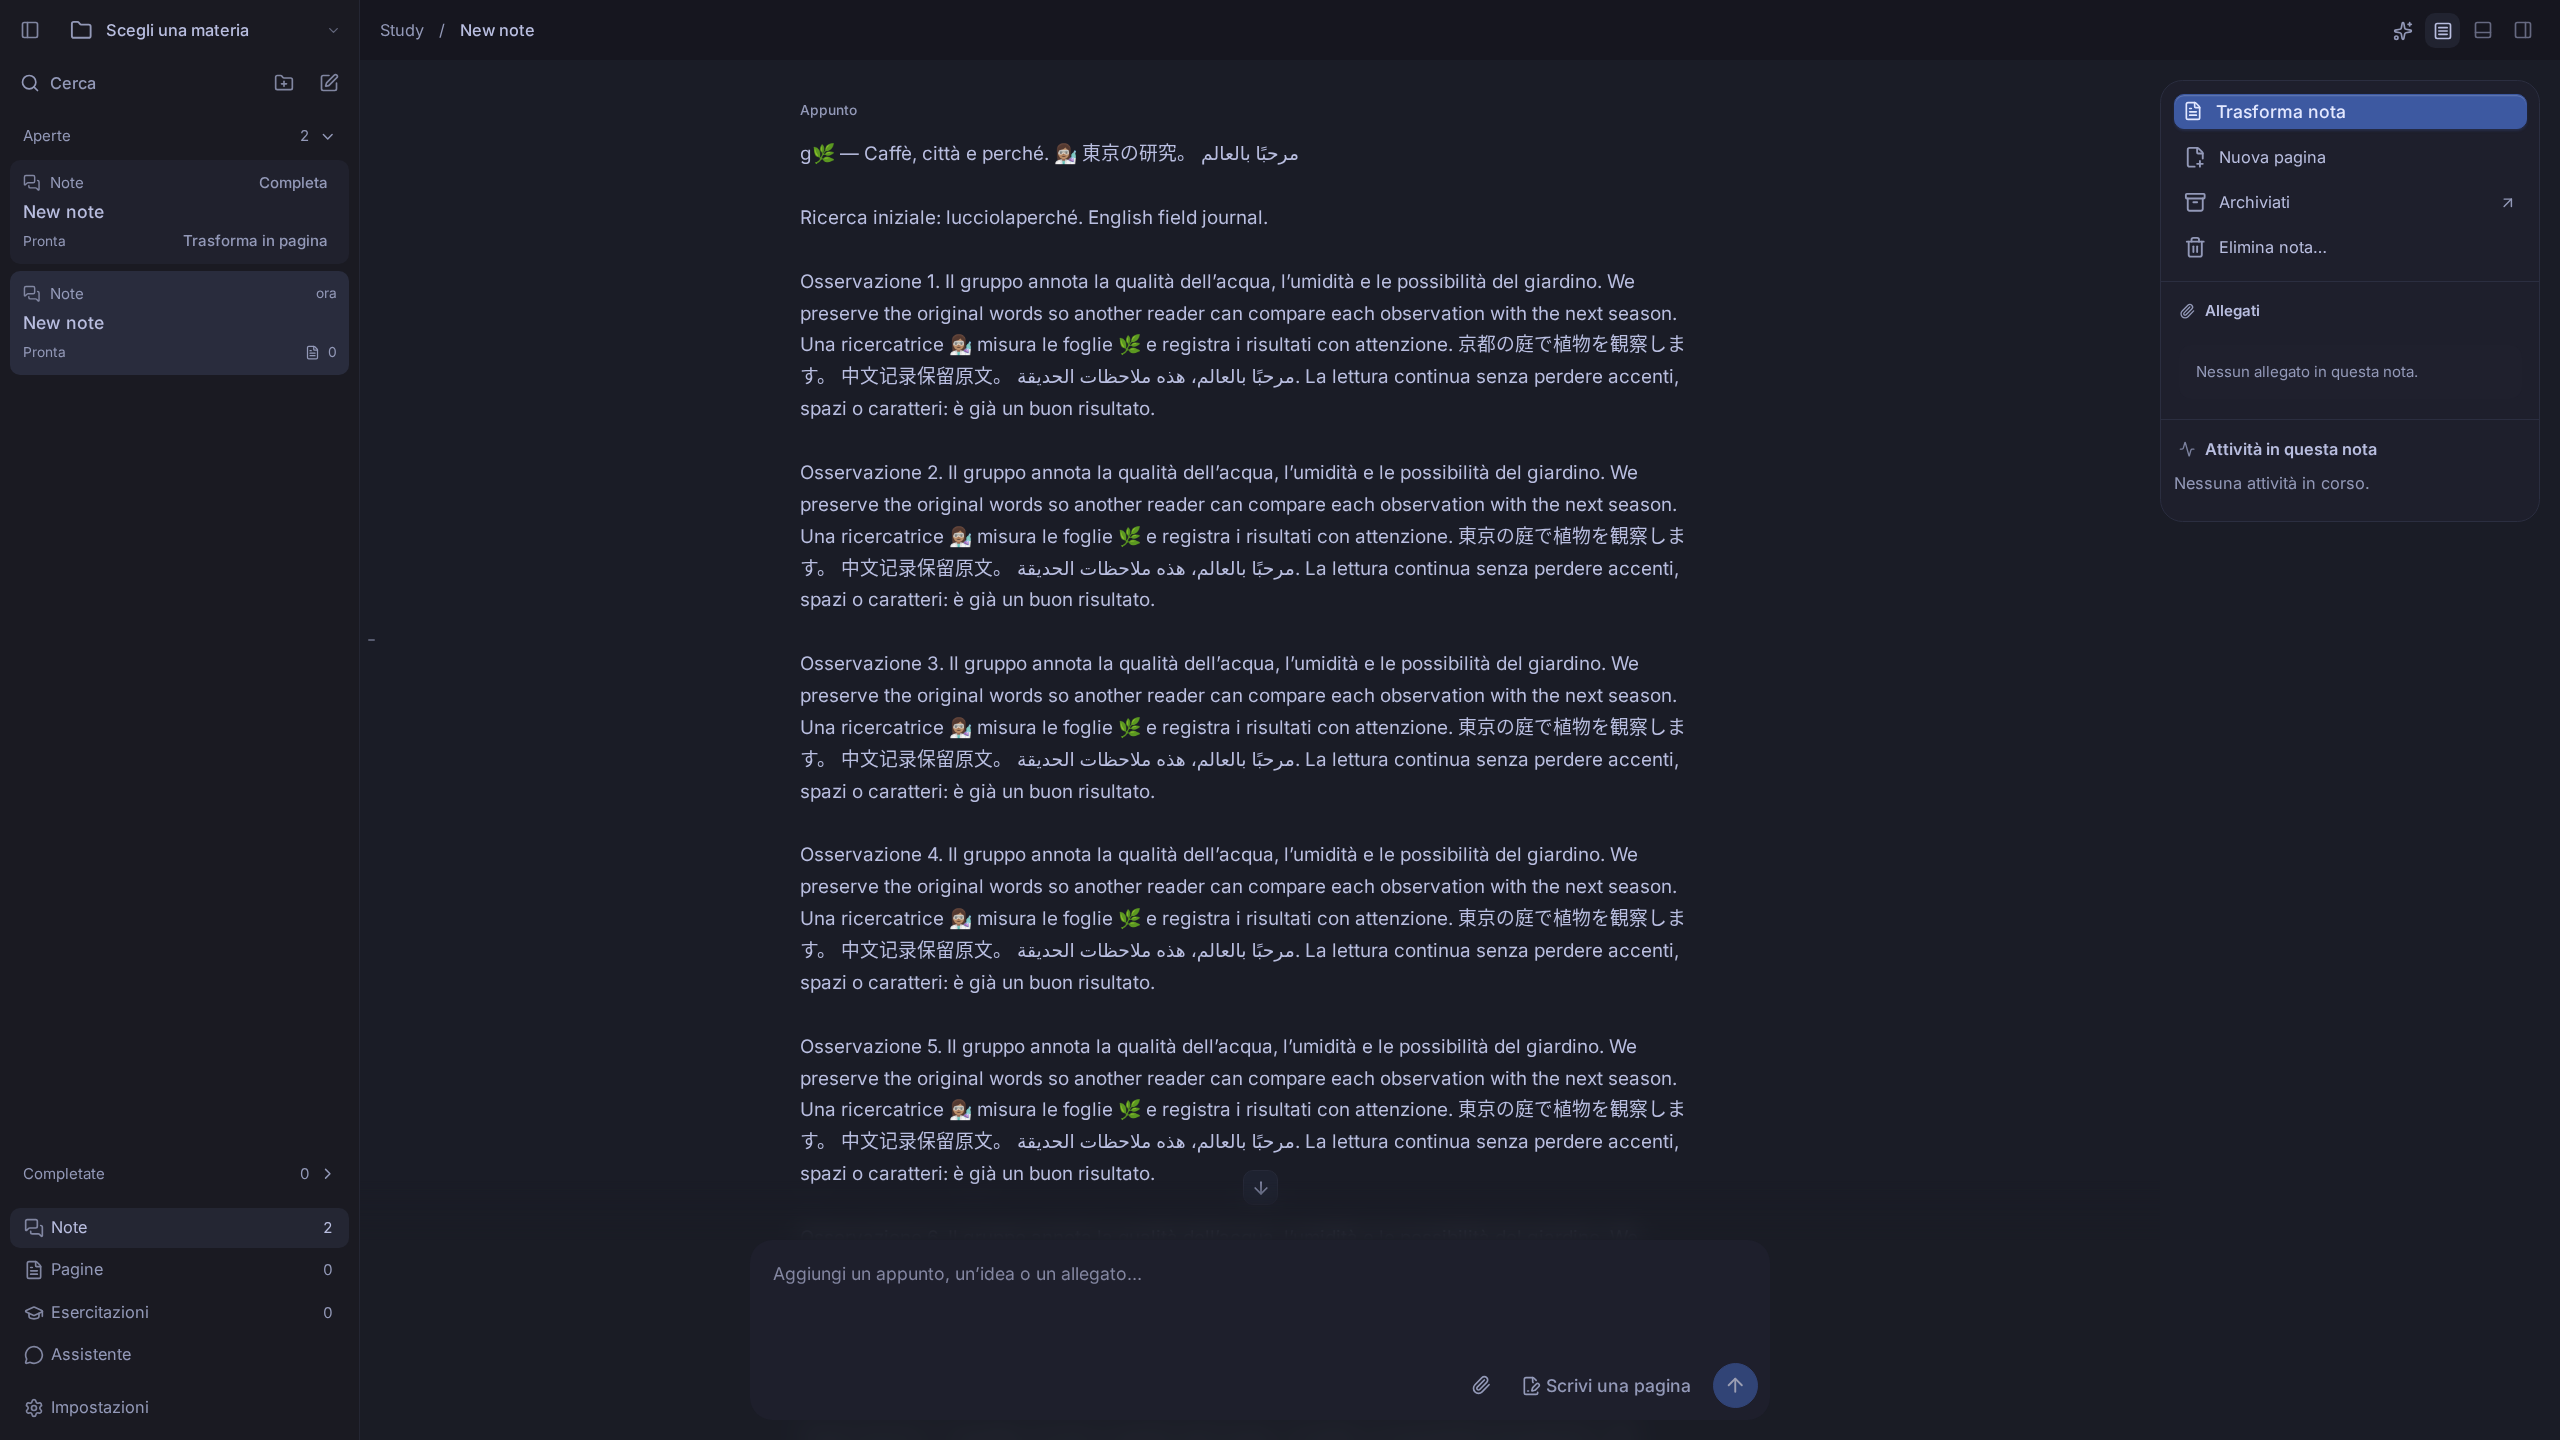 Scegli una materia
Cerca
Aperte 2
Note Completa
New note
Pronta Trasforma in pagina
Note ora
New note
Pronta 0
Completate 0
Note 2
Pagine 0
Esercitazioni 0
Assistente
Impostazioni
Study / New note
Appunto
g🌿 — Caffè, città e perché. 👩🏽‍🔬 東京の研究。 مرحبًا بالعالم
Ricerca iniziale: lucciolaperché. English field journal.
Osservazione 1. Il gruppo annota la qualità dell’acqua, l’umidità e le possibilità del giardino. We
preserve the original words so another reader can compare each observation with the next season.
Una ricercatrice 👩🏽‍🔬 misura le foglie 🌿 e registra i risultati con attenzione. 京都の庭で植物を観察しま
す。 中文记录保留原文。 مرحبًا بالعالم، هذه ملاحظات الحديقة. La lettura continua senza perdere accenti,
spazi o caratteri: è già un buon risultato.
Osservazione 2. Il gruppo annota la qualità dell’acqua, l’umidità e le possibilità del giardino. We
preserve the original words so another reader can compare each observation with the next season.
Una ricercatrice 👩🏽‍🔬 misura le foglie 🌿 e registra i risultati con attenzione. 東京の庭で植物を観察しま
す。 中文记录保留原文。 مرحبًا بالعالم، هذه ملاحظات الحديقة. La lettura continua senza perdere accenti,
spazi o caratteri: è già un buon risultato.
Osservazione 3. Il gruppo annota la qualità dell’acqua, l’umidità e le possibilità del giardino. We
preserve the original words so another reader can compare each observation with the next season.
Una ricercatrice 👩🏽‍🔬 misura le foglie 🌿 e registra i risultati con attenzione. 東京の庭で植物を観察しま
す。 中文记录保留原文。 مرحبًا بالعالم، هذه ملاحظات الحديقة. La lettura continua senza perdere accenti,
spazi o caratteri: è già un buon risultato.
Osservazione 4. Il gruppo annota la qualità dell’acqua, l’umidità e le possibilità del giardino. We
preserve the original words so another reader can compare each observation with the next season.
Una ricercatrice 👩🏽‍🔬 misura le foglie 🌿 e registra i risultati con attenzione. 東京の庭で植物を観察しま
す。 中文记录保留原文。 مرحبًا بالعالم، هذه ملاحظات الحديقة. La lettura continua senza perdere accenti,
spazi o caratteri: è già un buon risultato.
Osservazione 5. Il gruppo annota la qualità dell’acqua, l’umidità e le possibilità del giardino. We
preserve the original words so another reader can compare each observation with the next season.
Una ricercatrice 👩🏽‍🔬 misura le foglie 🌿 e registra i risultati con attenzione. 東京の庭で植物を観察しま
す。 中文记录保留原文。 مرحبًا بالعالم، هذه ملاحظات الحديقة. La lettura continua senza perdere accenti,
spazi o caratteri: è già un buon risultato.
Aggiungi un appunto, un’idea o un allegato…
Scrivi una pagina
Trasforma nota
Nuova pagina
Archiviati
Elimina nota…
Allegati
Nessun allegato in questa nota.
Attività in questa nota
Nessuna attività in corso.